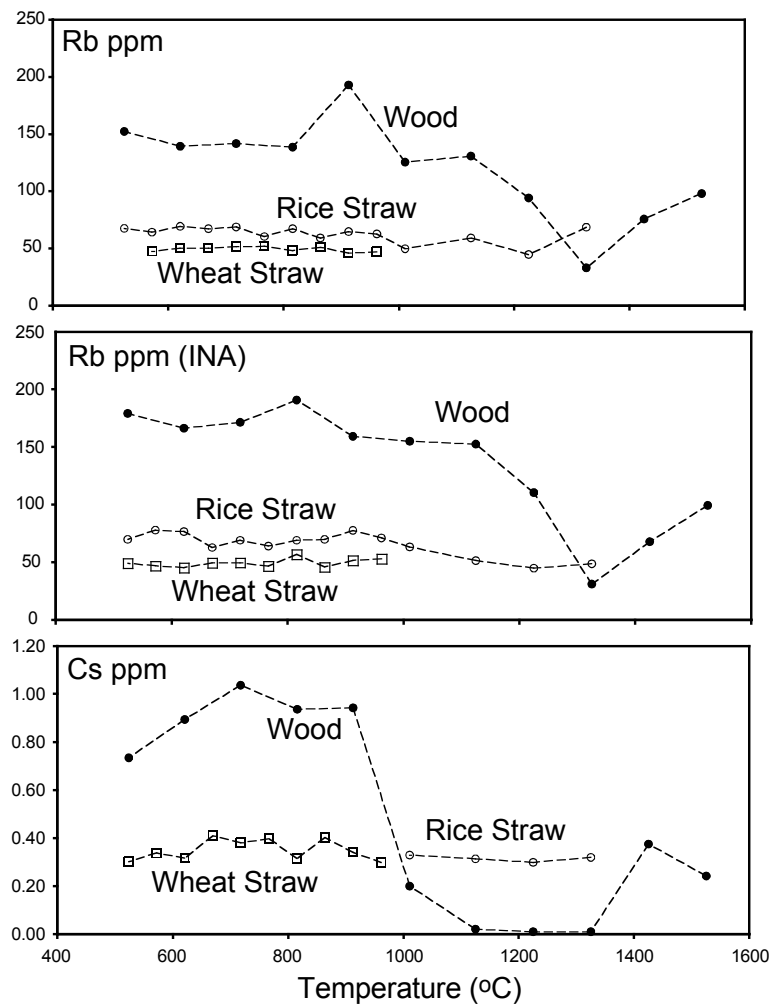 250
Rb ppm
200
Wood
150
100
Rice Straw
50
Wheat Straw
0
250
Rb ppm (INA)
200
Wood
150
100
Rice Straw
50
Wheat Straw
0
1.20
Cs ppm
1.00
Wood
0.80
0.60
Rice Straw
0.40
Wheat Straw
0.20
0.00
400 600 800 1000 1200 1400 1600
Temperature (oC)